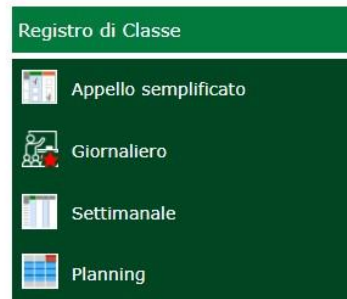 Registro di Classe
Appello semplificato
Giornaliero
Settimanale
Planning